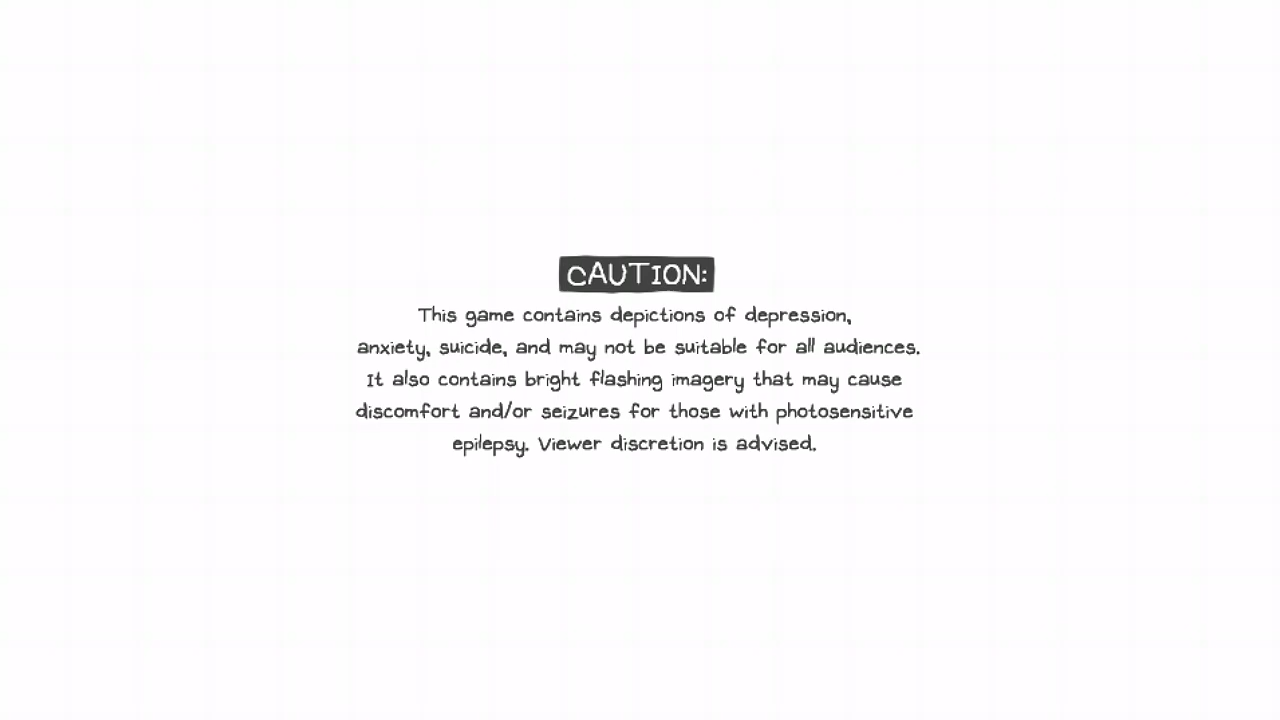 CAUTION:
This game contains depictions of depression,
anxiety, suicide, and may not be suitable for all audiences.
It also contains bright flashing imagery that may cause
discomfort and/or seizures for those with photosensitive
epilepsy. Viewer discretion is advised.